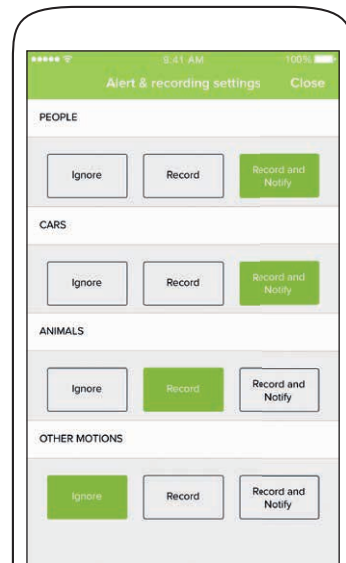 9:41 AM 100%
Alert & recording settings Close
PEOPLE
Ignore Record Record and
Notify
CARS
Ignore Record Record and
Notify
ANIMALS
Ignore Record Record and
Notify
OTHER MOTIONS
Ignore Record Record and
Notify